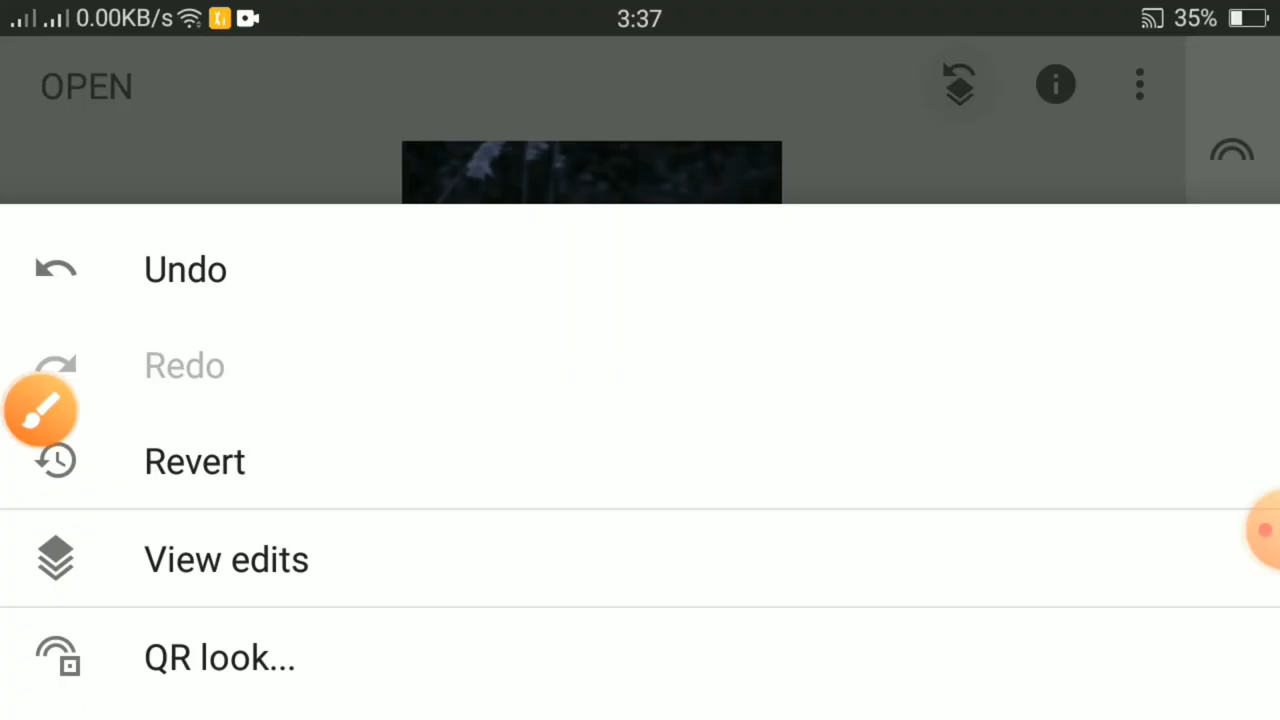 0.00KB/s 3:37 35%
OPEN
Undo
Redo
Revert
View edits
QR look...